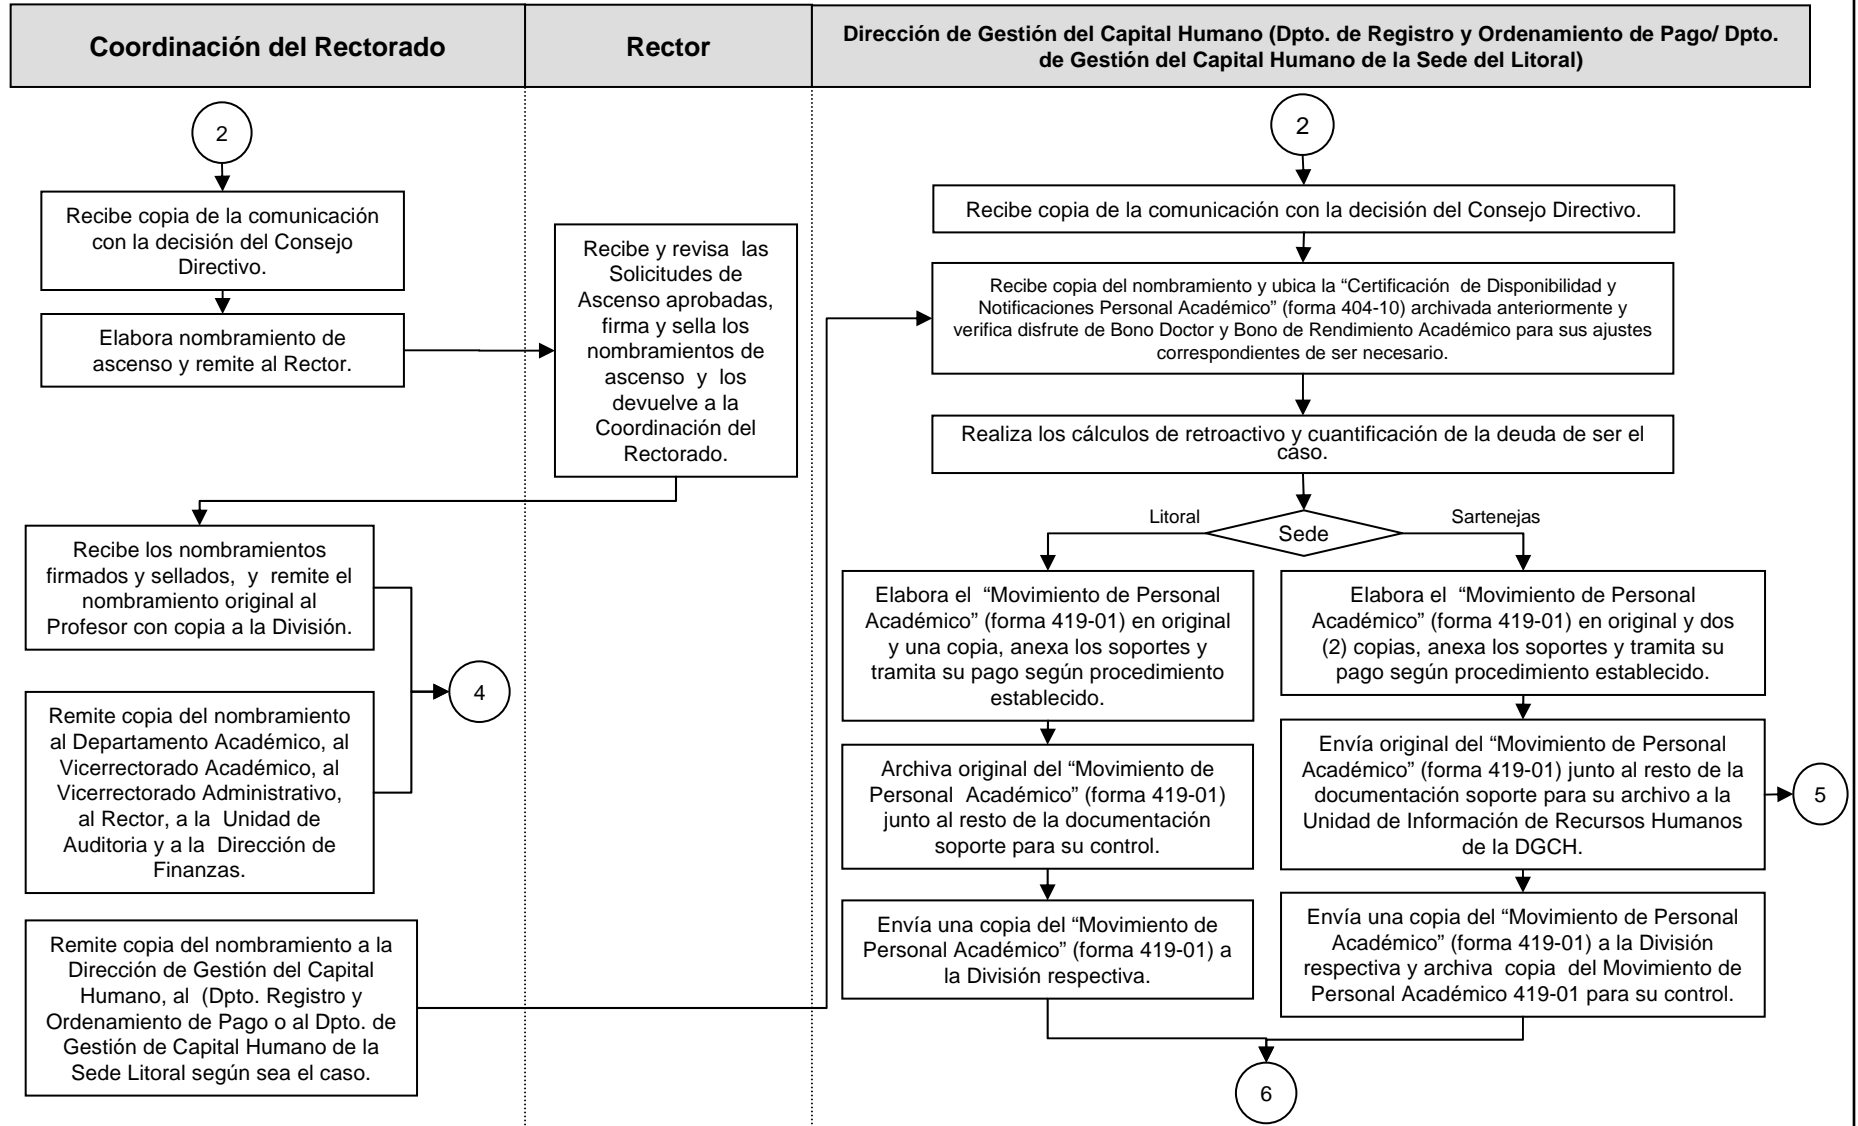 Coordinación del Rectorado
Rector
Dirección de Gestión del Capital Humano (Dpto. de Registro y Ordenamiento de Pago/ Dpto.
de Gestión del Capital Humano de la Sede del Litoral)
2
Recibe copia de la comunicación
con la decisión del Consejo
Directivo.
Elabora nombramiento de
ascenso y remite al Rector.
Recibe y revisa las
Solicitudes de
Ascenso aprobadas,
firma y sella los
nombramientos de
ascenso y los
devuelve a la
Coordinación del
Rectorado.
Recibe los nombramientos
firmados y sellados, y remite el
nombramiento original al
Profesor con copia a la División.
4
Remite copia del nombramiento
al Departamento Académico, al
Vicerrectorado Académico, al
Vicerrectorado Administrativo,
al Rector, a la Unidad de
Auditoria y a la Dirección de
Finanzas.
Remite copia del nombramiento a la
Dirección de Gestión del Capital
Humano, al (Dpto. Registro y
Ordenamiento de Pago o al Dpto. de
Gestión de Capital Humano de la
Sede Litoral según sea el caso.
2
Recibe copia de la comunicación con la decisión del Consejo Directivo.
Recibe copia del nombramiento y ubica la “Certificación de Disponibilidad y
Notificaciones Personal Académico” (forma 404-10) archivada anteriormente y
verifica disfrute de Bono Doctor y Bono de Rendimiento Académico para sus ajustes
correspondientes de ser necesario.
Realiza los cálculos de retroactivo y cuantificación de la deuda de ser el
caso.
Litoral
Sede
Sartenejas
Elabora el “Movimiento de Personal
Académico” (forma 419-01) en original
y una copia, anexa los soportes y
tramita su pago según procedimiento
establecido.
Archiva original del “Movimiento de
Personal Académico” (forma 419-01)
junto al resto de la documentación
soporte para su control.
Envía una copia del “Movimiento de
Personal Académico” (forma 419-01) a
la División respectiva.
Elabora el “Movimiento de Personal
Académico” (forma 419-01) en original y dos
(2) copias, anexa los soportes y tramita su
pago según procedimiento establecido.
Envía original del “Movimiento de Personal
Académico” (forma 419-01) junto al resto de la
documentación soporte para su archivo a la
Unidad de Información de Recursos Humanos
de la DGCH.
5
Envía una copia del “Movimiento de Personal
Académico” (forma 419-01) a la División
respectiva y archiva copia del Movimiento de
Personal Académico 419-01 para su control.
6